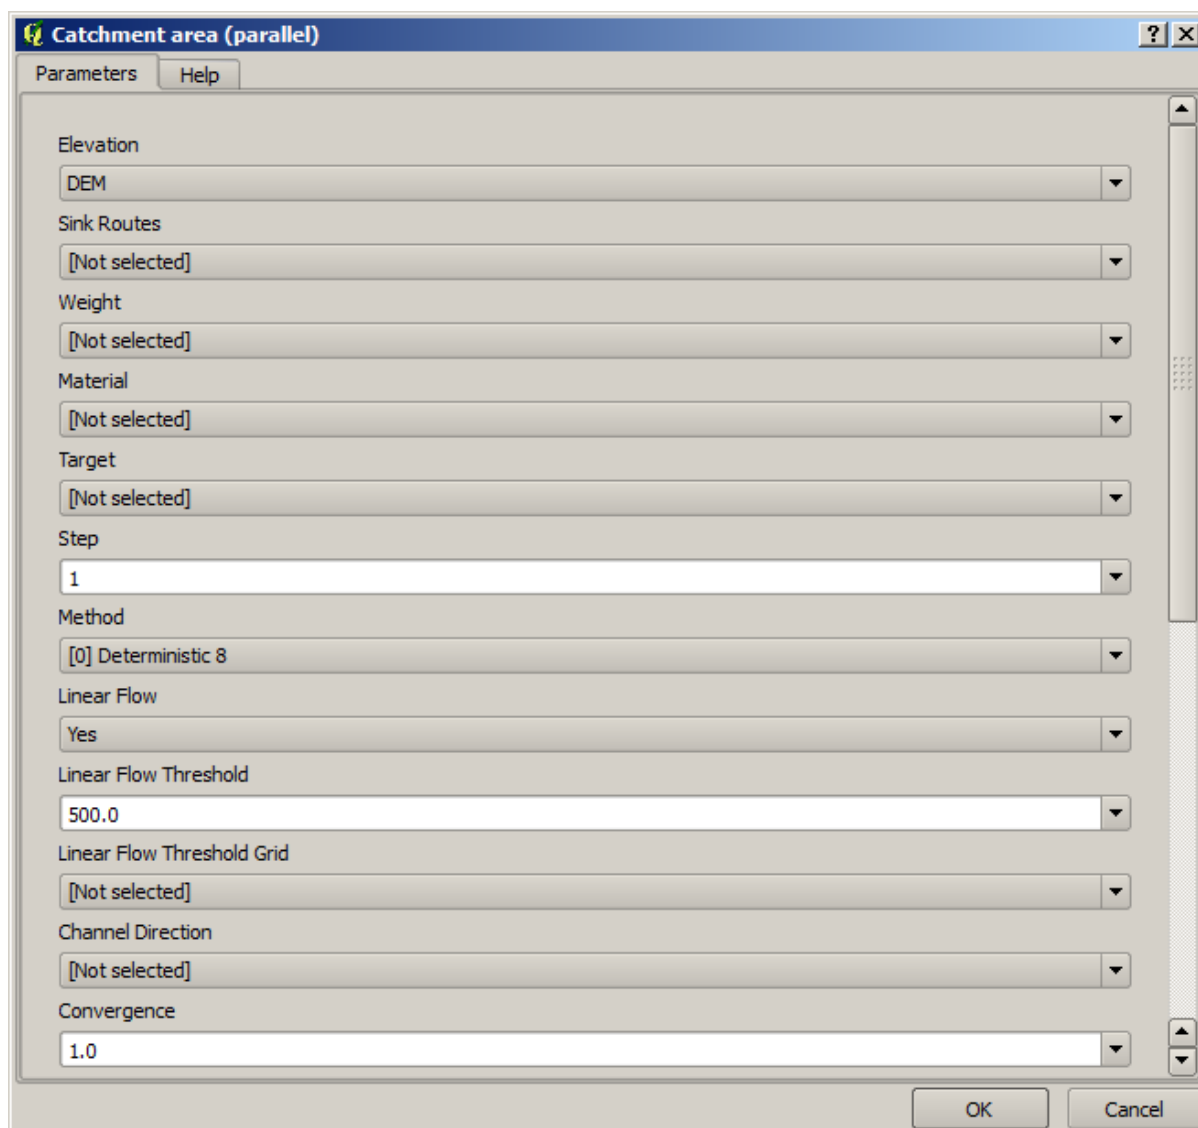 Catchment area (parallel)
Parameters Help
Elevation
DEM
Sink Routes
[Not selected]
Weight
[Not selected]
Material
[Not selected]
Target
[Not selected]
Step
1
Method
[0] Deterministic 8
Linear Flow
Yes
Linear Flow Threshold
500.0
Linear Flow Threshold Grid
[Not selected]
Channel Direction
[Not selected]
Convergence
1.0
OK Cancel